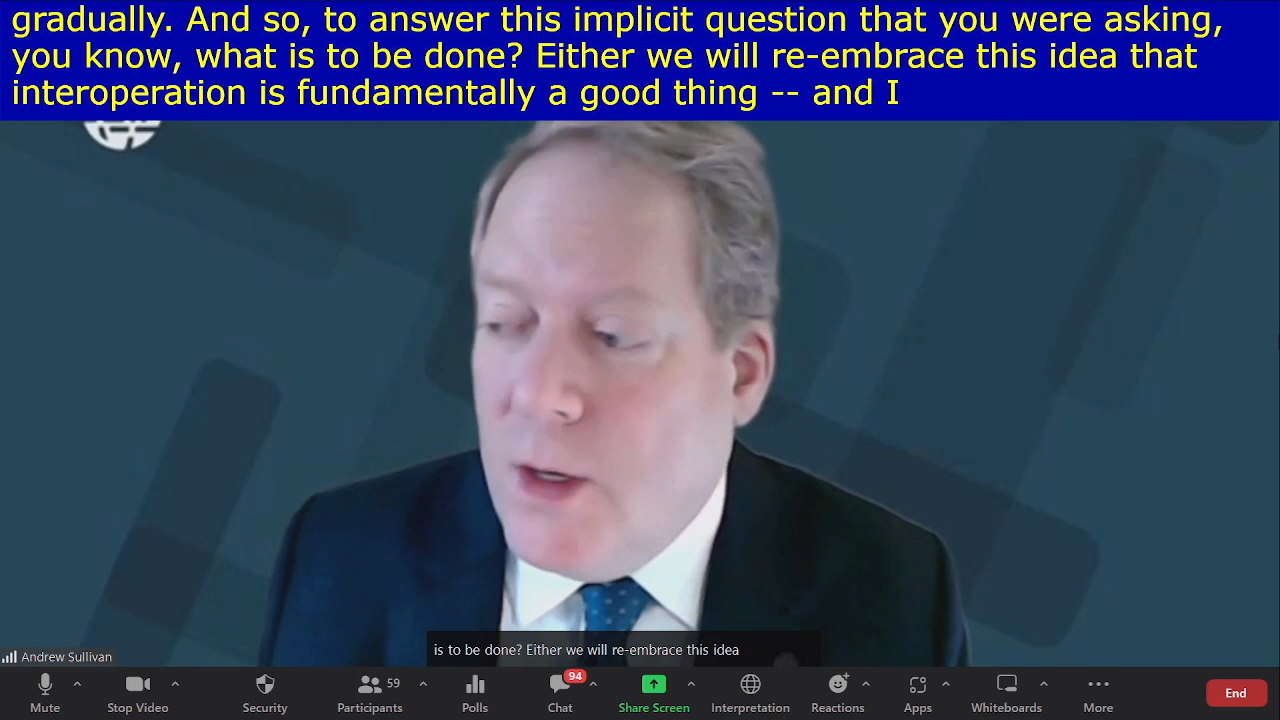 gradually. And so, to answer this implicit question that you were asking,
you know, what is to be done? Either we will re-embrace this idea that
interoperation is fundamentally a good thing -- and I
is to be done? Either we will re-embrace this idea
Andrew Sullivan
59
94
Mute
Stop Video
Security
Participants
Polls
Chat
Share Screen
Interpretation
Reactions
Apps
Whiteboards
More
End